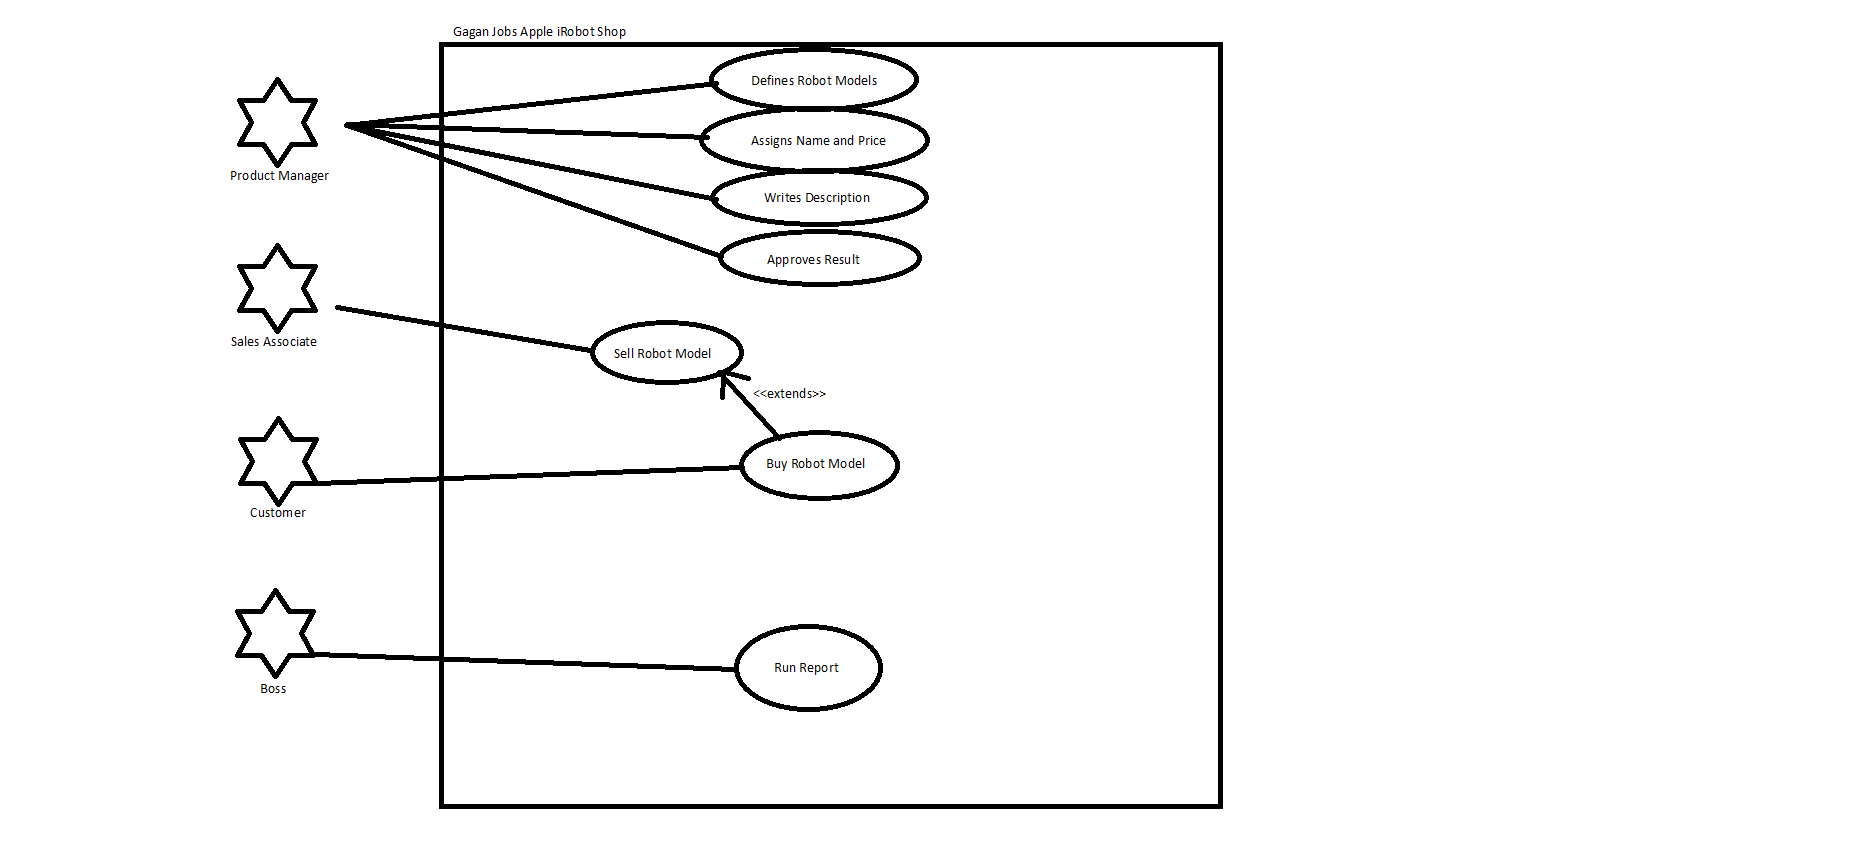 Gagan Jobs Apple iRobot Shop
Defines Robot Models
Assigns Name and Price
Product Manager
Writes Description
Approves Result
Sales Associate
Sell Robot Model
<<extends>>
Buy Robot Model
Customer
Run Report
Boss